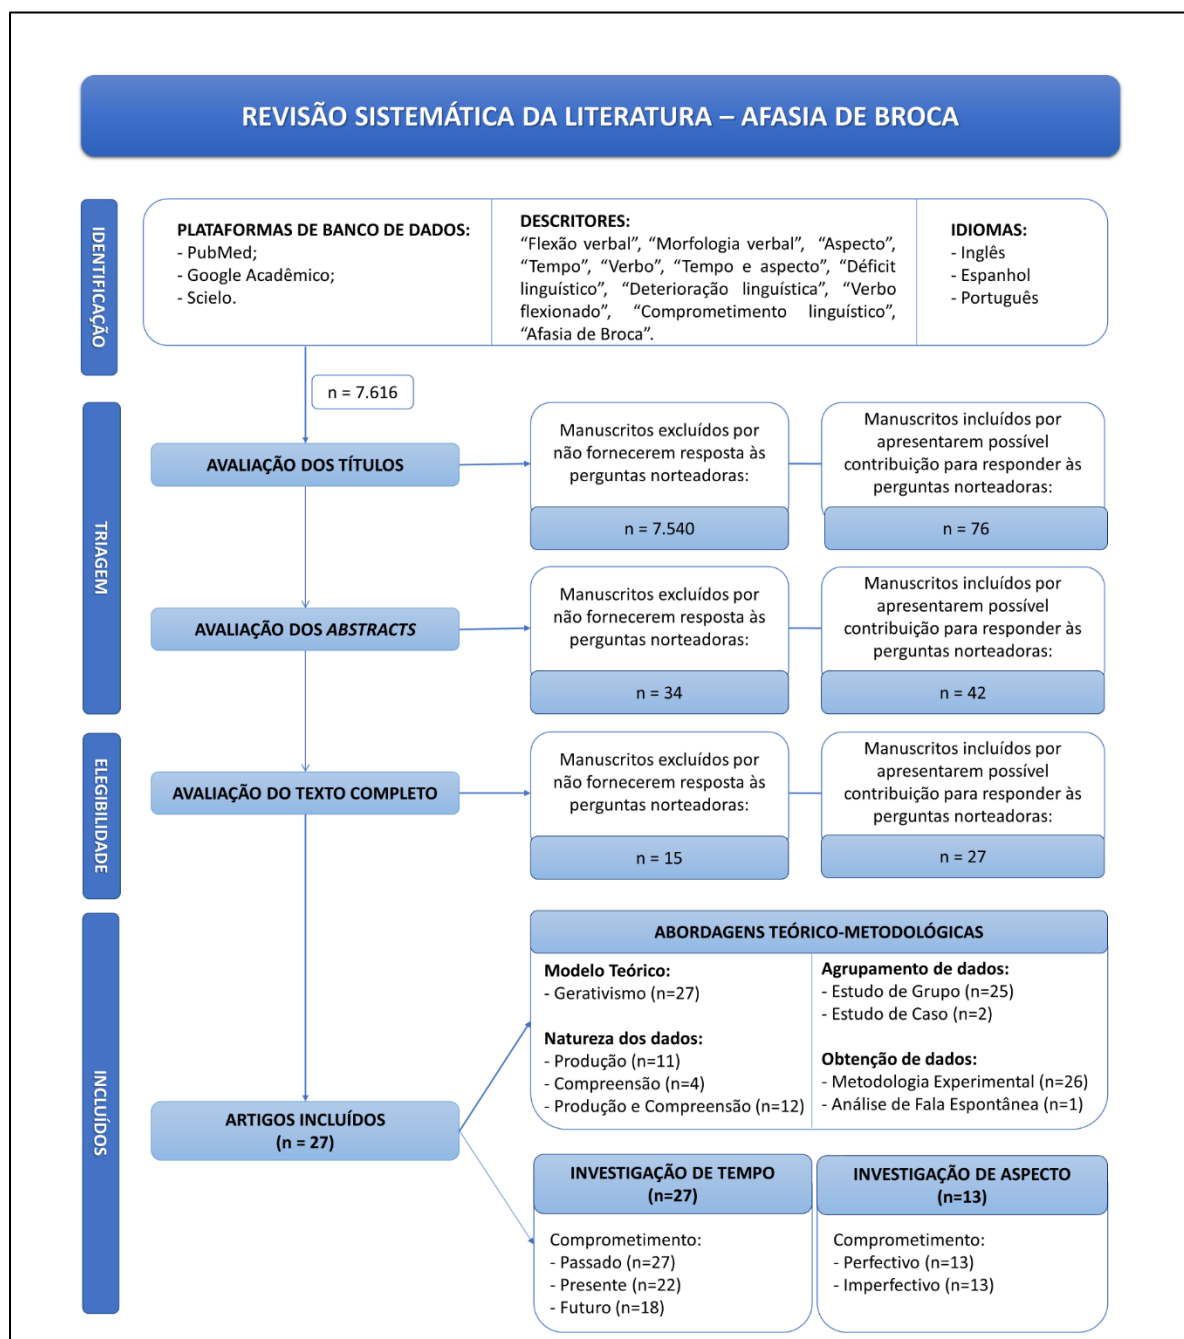 REVISÃO SISTEMÁTICA DA LITERATURA – AFASIA DE BROCA
IDENTIFICAÇÃO
PLATAFORMAS DE BANCO DE DADOS:
- PubMed;
- Google Acadêmico;
- Scielo.
DESCRITORES:
“Flexão verbal”, “Morfologia verbal”, “Aspecto”,
“Tempo”, “Verbo”, “Tempo e aspecto”, “Déficit
linguístico”, “Deterioração linguística”, “Verbo
flexionado”, “Comprometimento linguístico”,
“Afasia de Broca”.
IDIOMAS:
- Inglês
- Espanhol
- Português
n = 7.616
TRIAGEM
AVALIAÇÃO DOS TÍTULOS
Manuscritos excluídos por
não fornecerem resposta às
perguntas norteadoras:
n = 7.540
Manuscritos incluídos por
apresentarem possível
contribuição para responder às
perguntas norteadoras:
n = 76
AVALIAÇÃO DOS ABSTRACTS
Manuscritos excluídos por
não fornecerem resposta às
perguntas norteadoras:
n = 34
Manuscritos incluídos por
apresentarem possível
contribuição para responder às
perguntas norteadoras:
n = 42
ELEGIBILIDADE
AVALIAÇÃO DO TEXTO COMPLETO
Manuscritos excluídos por
não fornecerem resposta às
perguntas norteadoras:
n = 15
Manuscritos incluídos por
apresentarem possível
contribuição para responder às
perguntas norteadoras:
n = 27
INCLUÍDOS
ARTIGOS INCLUÍDOS
(n = 27)
ABORDAGENS TEÓRICO-METODOLÓGICAS
Modelo Teórico:
- Gerativismo (n=27)
Natureza dos dados:
- Produção (n=11)
- Compreensão (n=4)
- Produção e Compreensão (n=12)
Agrupamento de dados:
- Estudo de Grupo (n=25)
- Estudo de Caso (n=2)
Obtenção de dados:
- Metodologia Experimental (n=26)
- Análise de Fala Espontânea (n=1)
INVESTIGAÇÃO DE TEMPO
(n=27)
Comprometimento:
- Passado (n=27)
- Presente (n=22)
- Futuro (n=18)
INVESTIGAÇÃO DE ASPECTO
(n=13)
Comprometimento:
- Perfectivo (n=13)
- Imperfectivo (n=13)